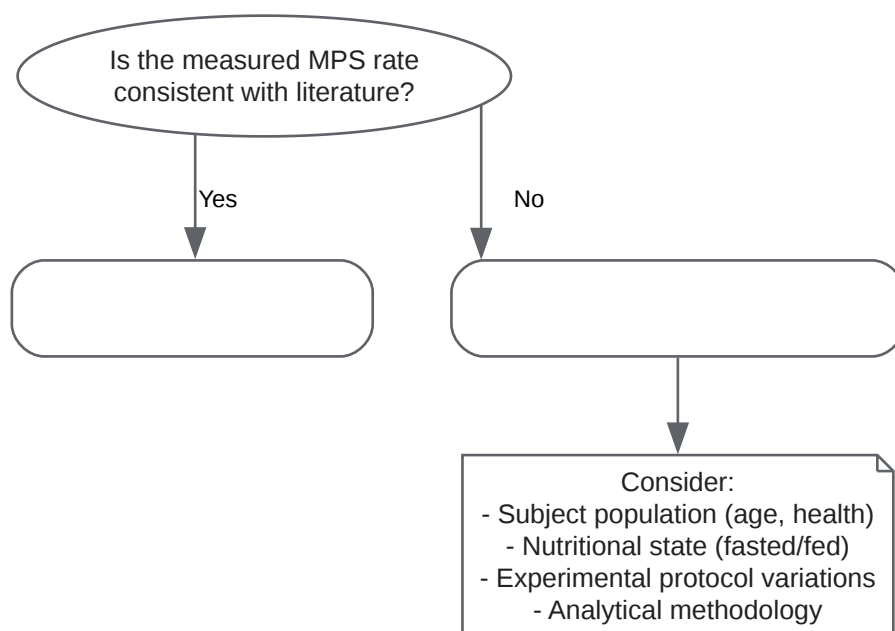 Is the measured MPS rate
consistent with literature?
Yes
No
Consider:
- Subject population (age, health)
- Nutritional state (fasted/fed)
- Experimental protocol variations
- Analytical methodology